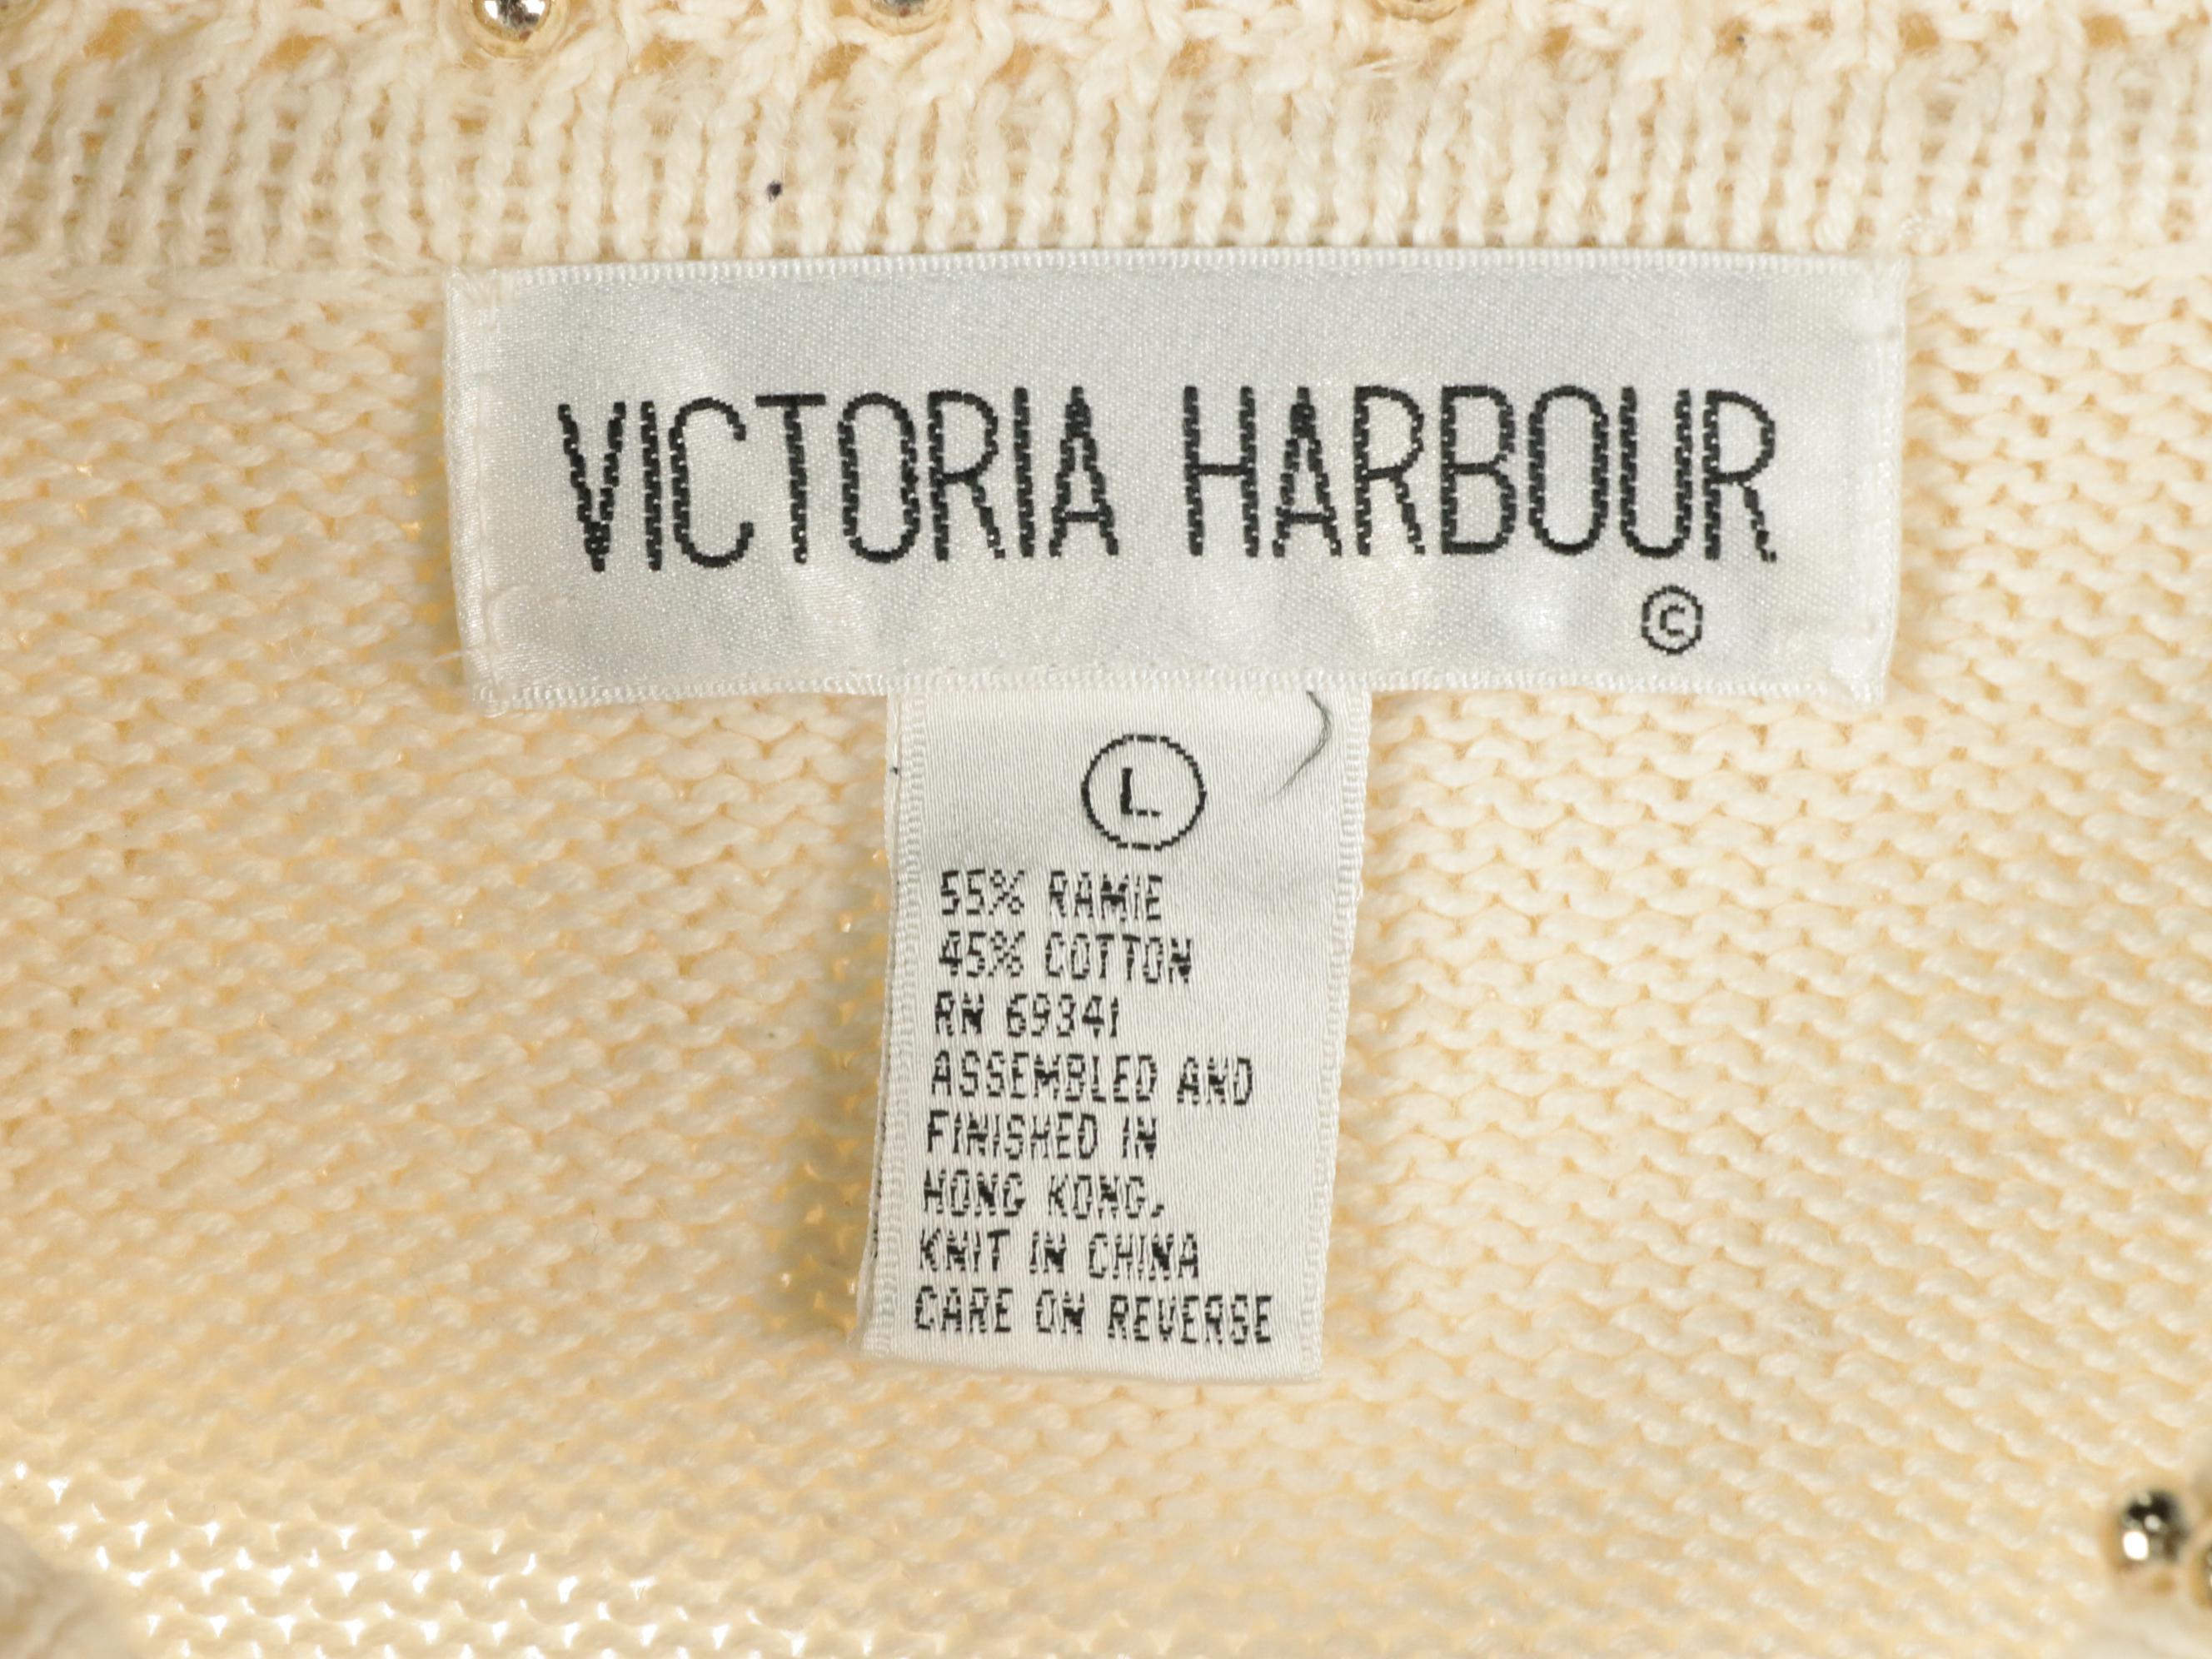 VICTORIA HARBOUR
©
L
55% RAMIE
45% COTTON
RN 69341
ASSEMBLED AND
FINISHED IN
HONG KONG,
KNIT IN CHINA
CARE ON REVERSE